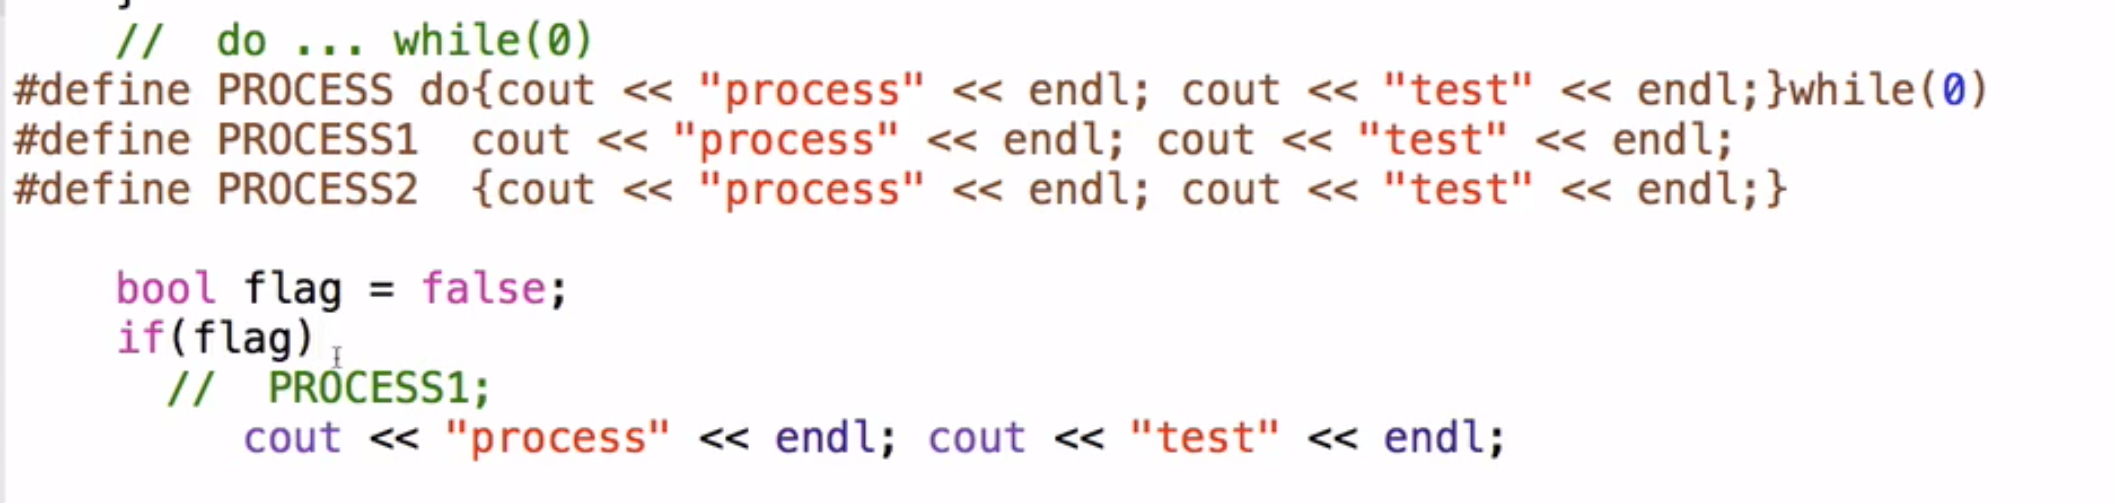 }
//  do ... while(0)
#define PROCESS do{cout << "process" << endl; cout << "test" << endl;}while(0)
#define PROCESS1  cout << "process" << endl; cout << "test" << endl;
#define PROCESS2  {cout << "process" << endl; cout << "test" << endl;}
bool flag = false;
if(flag)
//  PROCESS1;
cout << "process" << endl; cout << "test" << endl;